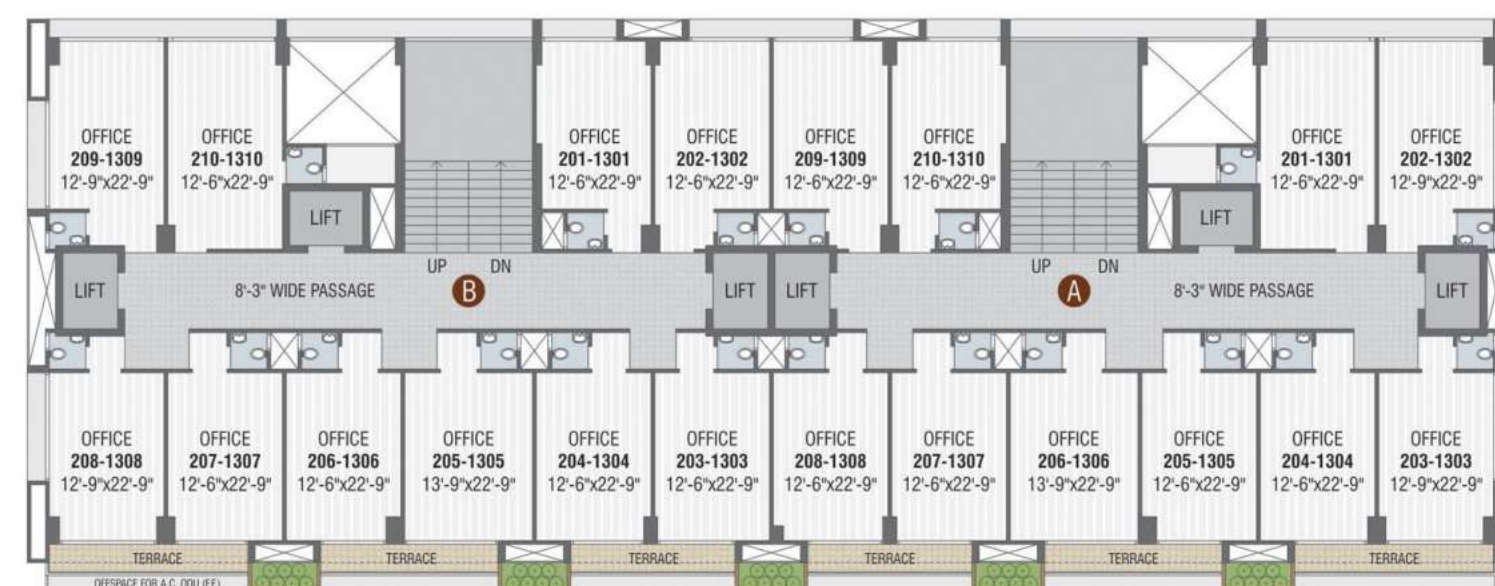 OFFICE
209-1309
12'-9"x22'-9"
OFFICE
210-1310
12'-6"x22'-9"
OFFICE
201-1301
12'-6"x22'-9"
OFFICE
202-1302
12'-6"x22'-9"
OFFICE
209-1309
12'-6"x22'-9"
OFFICE
210-1310
12'-6"x22'-9"
OFFICE
201-1301
12'-6"x22'-9"
OFFICE
202-1302
12'-9"x22'-9"
LIFT
LIFT
UP DN
UP DN
LIFT
8'-3" WIDE PASSAGE
B
LIFT
LIFT
A
8'-3" WIDE PASSAGE
LIFT
OFFICE
208-1308
12'-9"x22'-9"
OFFICE
207-1307
12'-6"x22'-9"
OFFICE
206-1306
12'-6"x22'-9"
OFFICE
205-1305
13'-9"x22'-9"
OFFICE
204-1304
12'-6"x22'-9"
OFFICE
203-1303
12'-6"x22'-9"
OFFICE
208-1308
12'-6"x22'-9"
OFFICE
207-1307
12'-6"x22'-9"
OFFICE
206-1306
13'-9"x22'-9"
OFFICE
205-1305
12'-6"x22'-9"
OFFICE
204-1304
12'-6"x22'-9"
OFFICE
203-1303
12'-9"x22'-9"
TERRACE
TERRACE
TERRACE
TERRACE
TERRACE
TERRACE
OFFSPACE FOR A.C. ODU (F.F.)